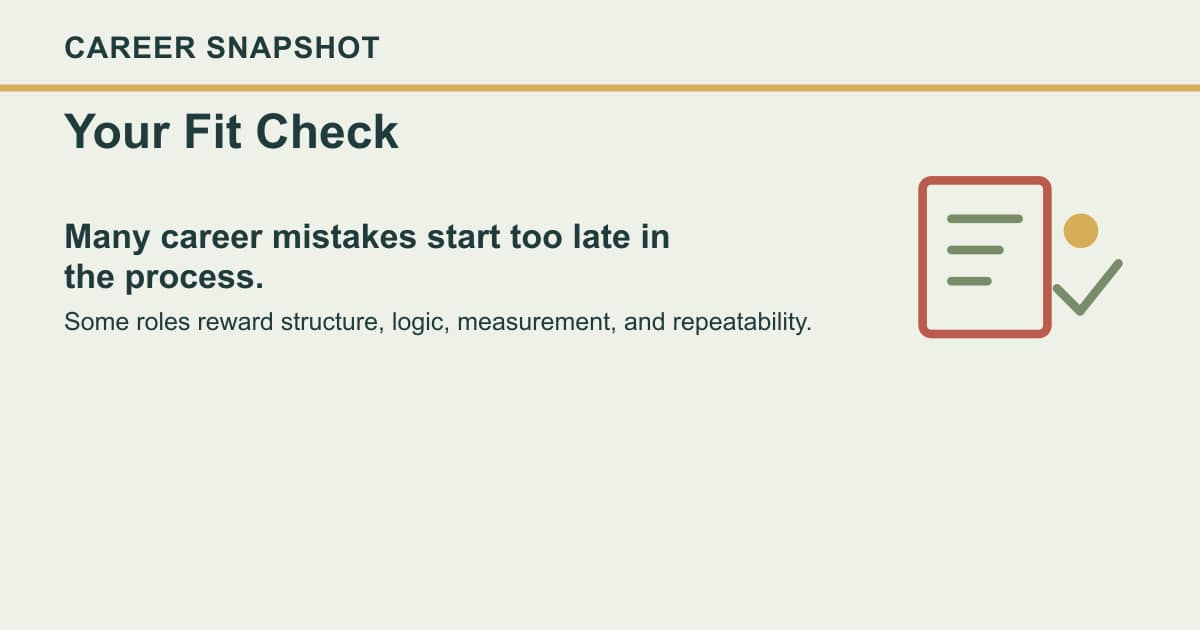 CAREER SNAPSHOT
Your Fit Check
Many career mistakes start too late in
the process.
Some roles reward structure, logic, measurement, and repeatability.